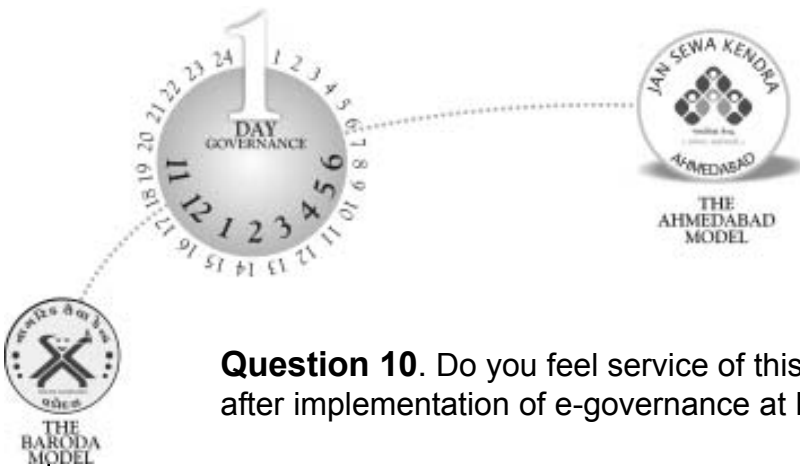 1
DAY
GOVERNANCE
1 2 3 4 5 6 7 8 9 10 11 12 13 14 15 16 17 18 19 20 21 22 23 24
11 12 1 2 3 4 5 6
JAN SEWA KENDRA
AHMEDABAD
THE
AHMEDABAD
MODEL
THE
BARODA
MODEL
Question 10. Do you feel service of this
after implementation of e-governance at